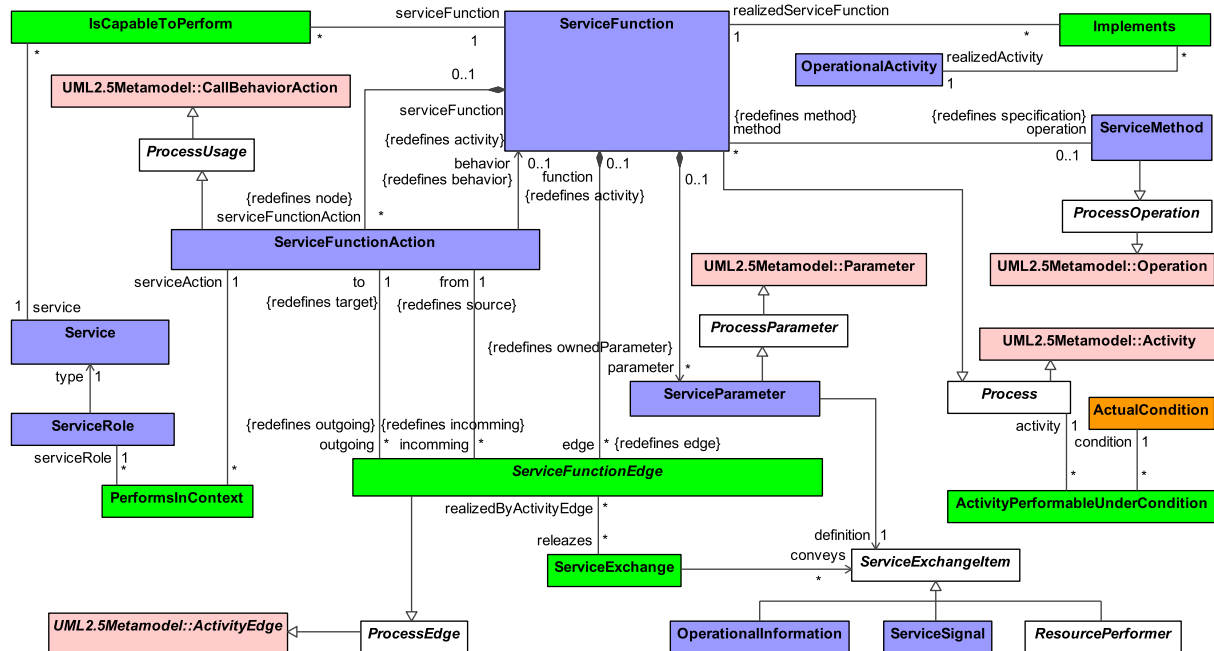 serviceFunction
ServiceFunction
realizedServiceFunction
IsCapableToPerform
Implements
*
1
1
*
*
*
OperationalActivity
realizedActivity
1
0..1
UML2.5Metamodel::CallBehaviorAction
serviceFunction
{redefines activity}
{redefines method}
method
*
{redefines specification}
operation
0..1
ServiceMethod
ProcessUsage
behavior
{redefines behavior}
0..1
function
0..1
{redefines activity}
0..1
{redefines node}
serviceFunctionAction
*
ProcessOperation
ServiceFunctionAction
UML2.5Metamodel::Parameter
UML2.5Metamodel::Operation
serviceAction
1
to
1
{redefines target}
from
1
{redefines source}
1
service
Service
ProcessParameter
{redefines ownedParameter}
parameter
*
UML2.5Metamodel::Activity
type
1
ServiceParameter
Process
ActualCondition
ServiceRole
{redefines outgoing}
outgoing
*
{redefines incomming}
incomming
*
edge
*
{redefines edge}
activity
1
condition
1
serviceRole
1
*
*
ServiceFunctionEdge
*
*
PerformsInContext
ActivityPerformableUnderCondition
realizedByActivityEdge
*
releazes
*
definition
1
conveys
*
ServiceExchange
ServiceExchangeItem
UML2.5Metamodel::ActivityEdge
ProcessEdge
OperationalInformation
ServiceSignal
ResourcePerformer